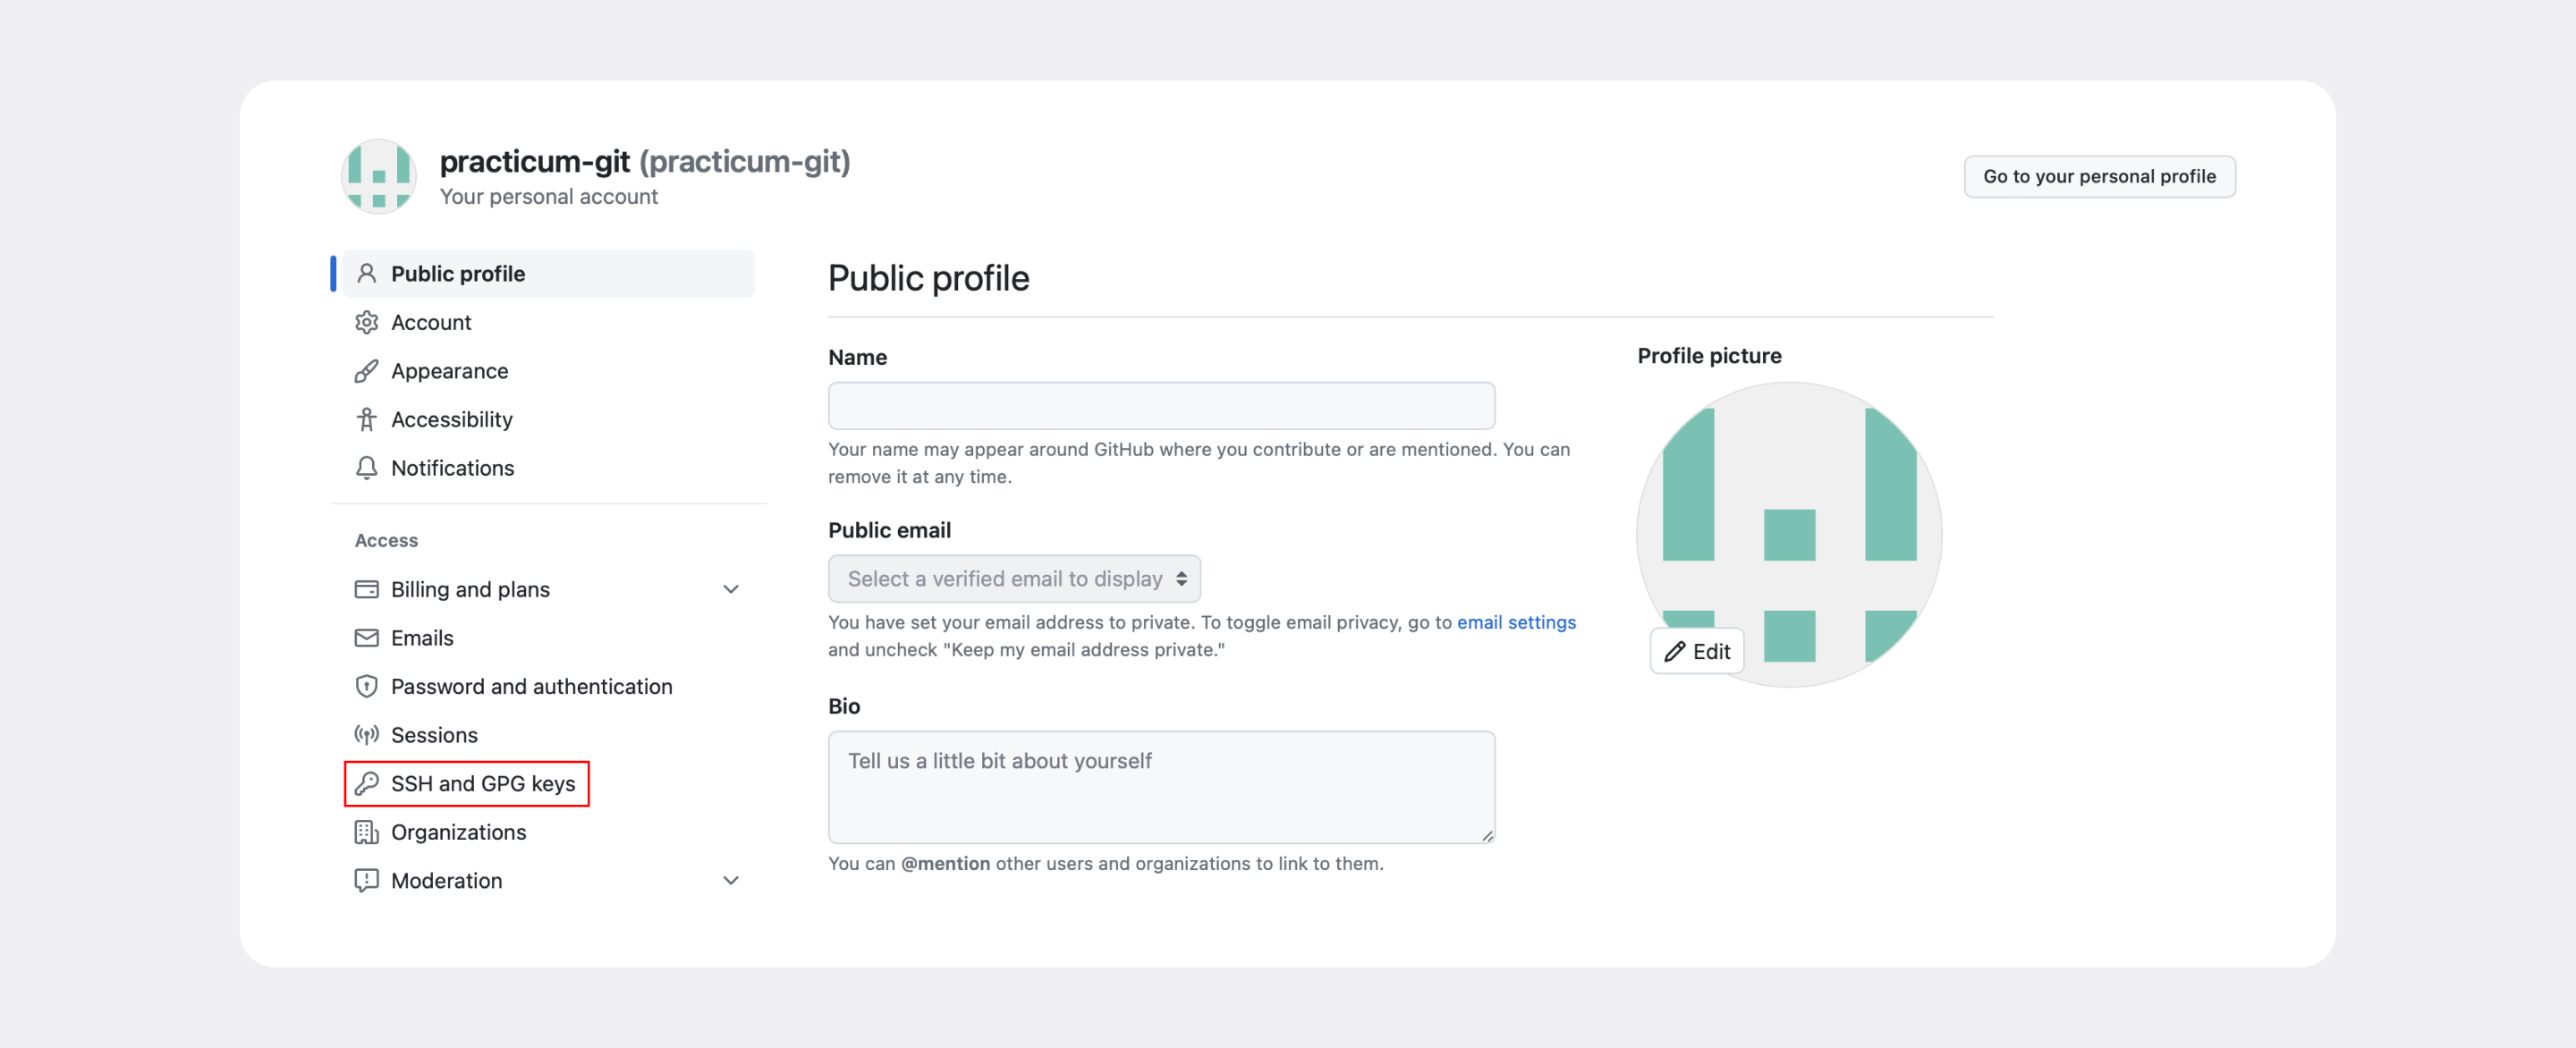 practicum-git (practicum-git)
Your personal account
Go to your personal profile
Public profile
Account
Appearance
Accessibility
Notifications
Access
Billing and plans
Emails
Password and authentication
Sessions
SSH and GPG keys
Organizations
Moderation
Public profile
Name
Your name may appear around GitHub where you contribute or are mentioned. You can
remove it at any time.
Public email
Select a verified email to display
You have set your email address to private. To toggle email privacy, go to email settings
and uncheck "Keep my email address private."
Bio
Tell us a little bit about yourself
You can @mention other users and organizations to link to them.
Profile picture
Edit